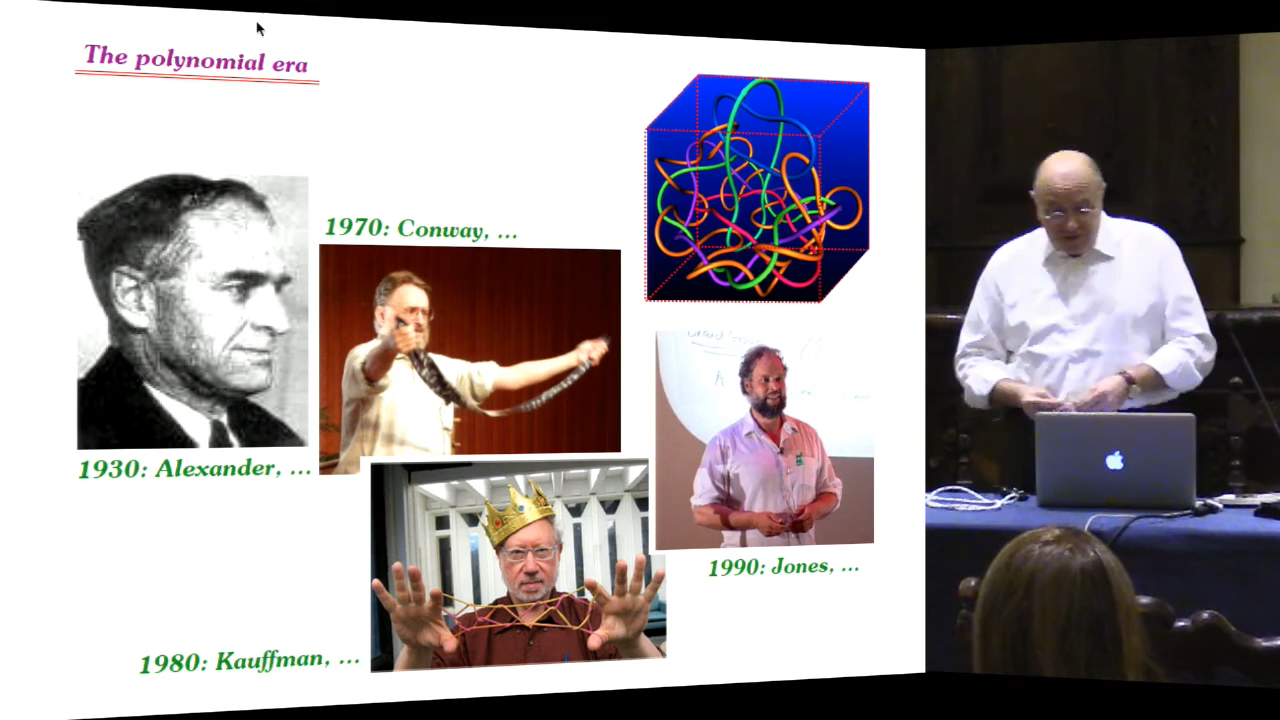 The polynomial era
1970: Conway, ...
1930: Alexander, ...
1990: Jones, ...
1980: Kauffman, ...